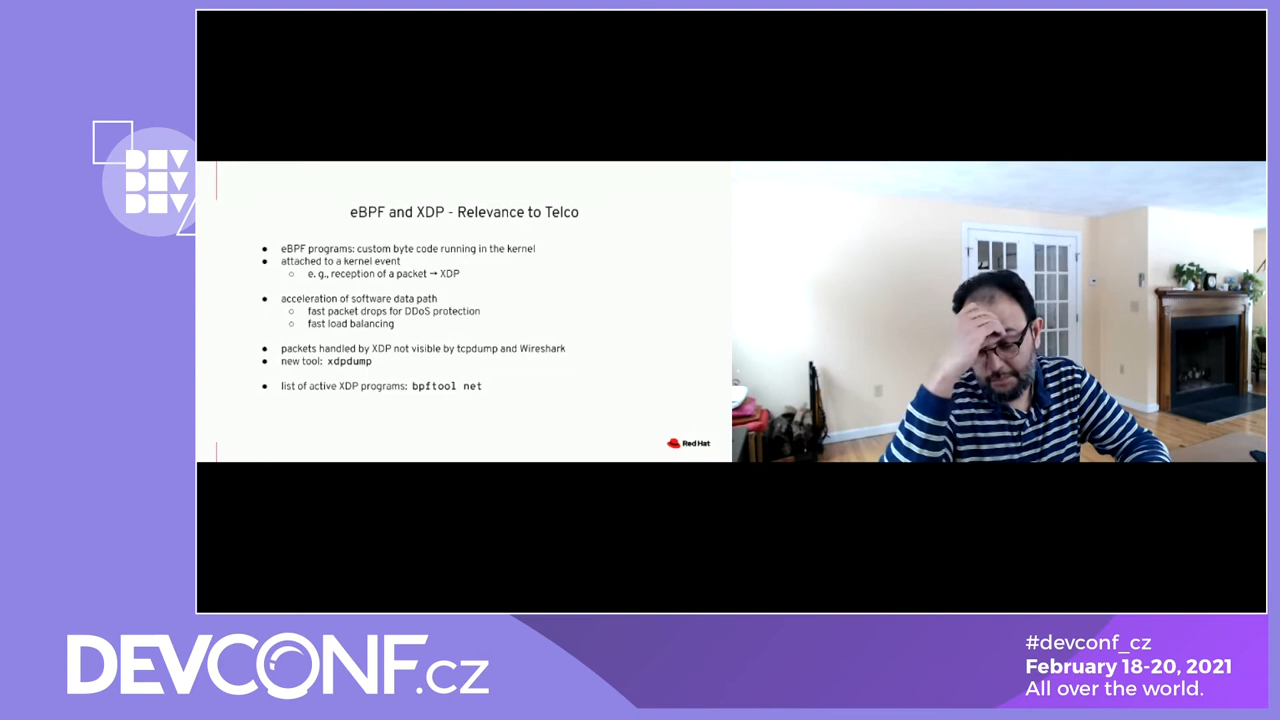 DEV
DEV
DEV
eBPF and XDP - Relevance to Telco
● eBPF programs: custom byte code running in the kernel
● attached to a kernel event
○ e. g., reception of a packet → XDP
● acceleration of software data path
○ fast packet drops for DDoS protection
○ fast load balancing
● packets handled by XDP not visible by tcpdump and Wireshark
● new tool: xdpdump
● list of active XDP programs: bpftool net
Red Hat
DEVCONF.cz
#devconf_cz
February 18-20, 2021
All over the world.